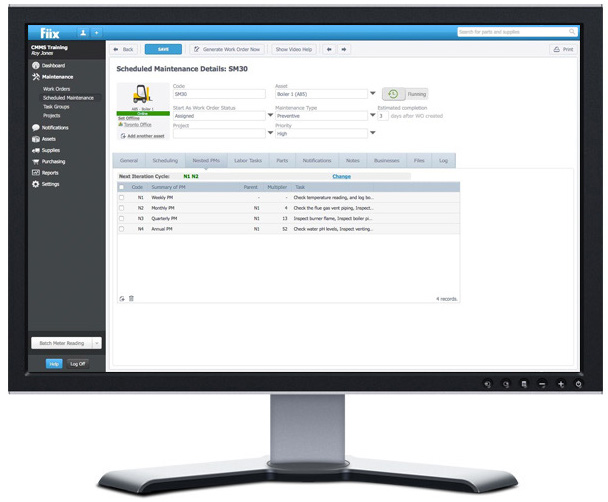 Fiix
Search for parts and supplies
CMMS Training
Roy Jones
Back
SAVE
Generate Work Order Now
Show Video Help
Print
Dashboard
Maintenance
Work Orders
Scheduled Maintenance
Task Groups
Projects
Notifications
Assets
Supplies
Purchasing
Reports
Settings
Batch Meter Reading
Help
Log Off
Scheduled Maintenance Details: SM30
A85 - Boiler 1
Online
Set Offline
Toronto Office
Add another asset
Code
SM30
Asset
Boiler 1 (A85)
Running
Start As Work Order Status
Assigned
Maintenance Type
Preventive
Estimated completion
3 days after WO created
Project
Priority
High
General Scheduling Nested PMs Labor Tasks Parts Notifications Notes Businesses Files Log
Next Iteration Cycle: N1 N2 Change
Code Summary of PM Parent Multiplier Task
N1 Weekly PM - - Check temperature reading, and log bo...
N2 Monthly PM N1 4 Check the flue gas vent piping, Inspect...
N3 Quarterly PM N1 13 Inspect burner flame, Inspect boiler pi...
N4 Annual PM N1 52 Check water pH levels, Inspect venting...
4 records